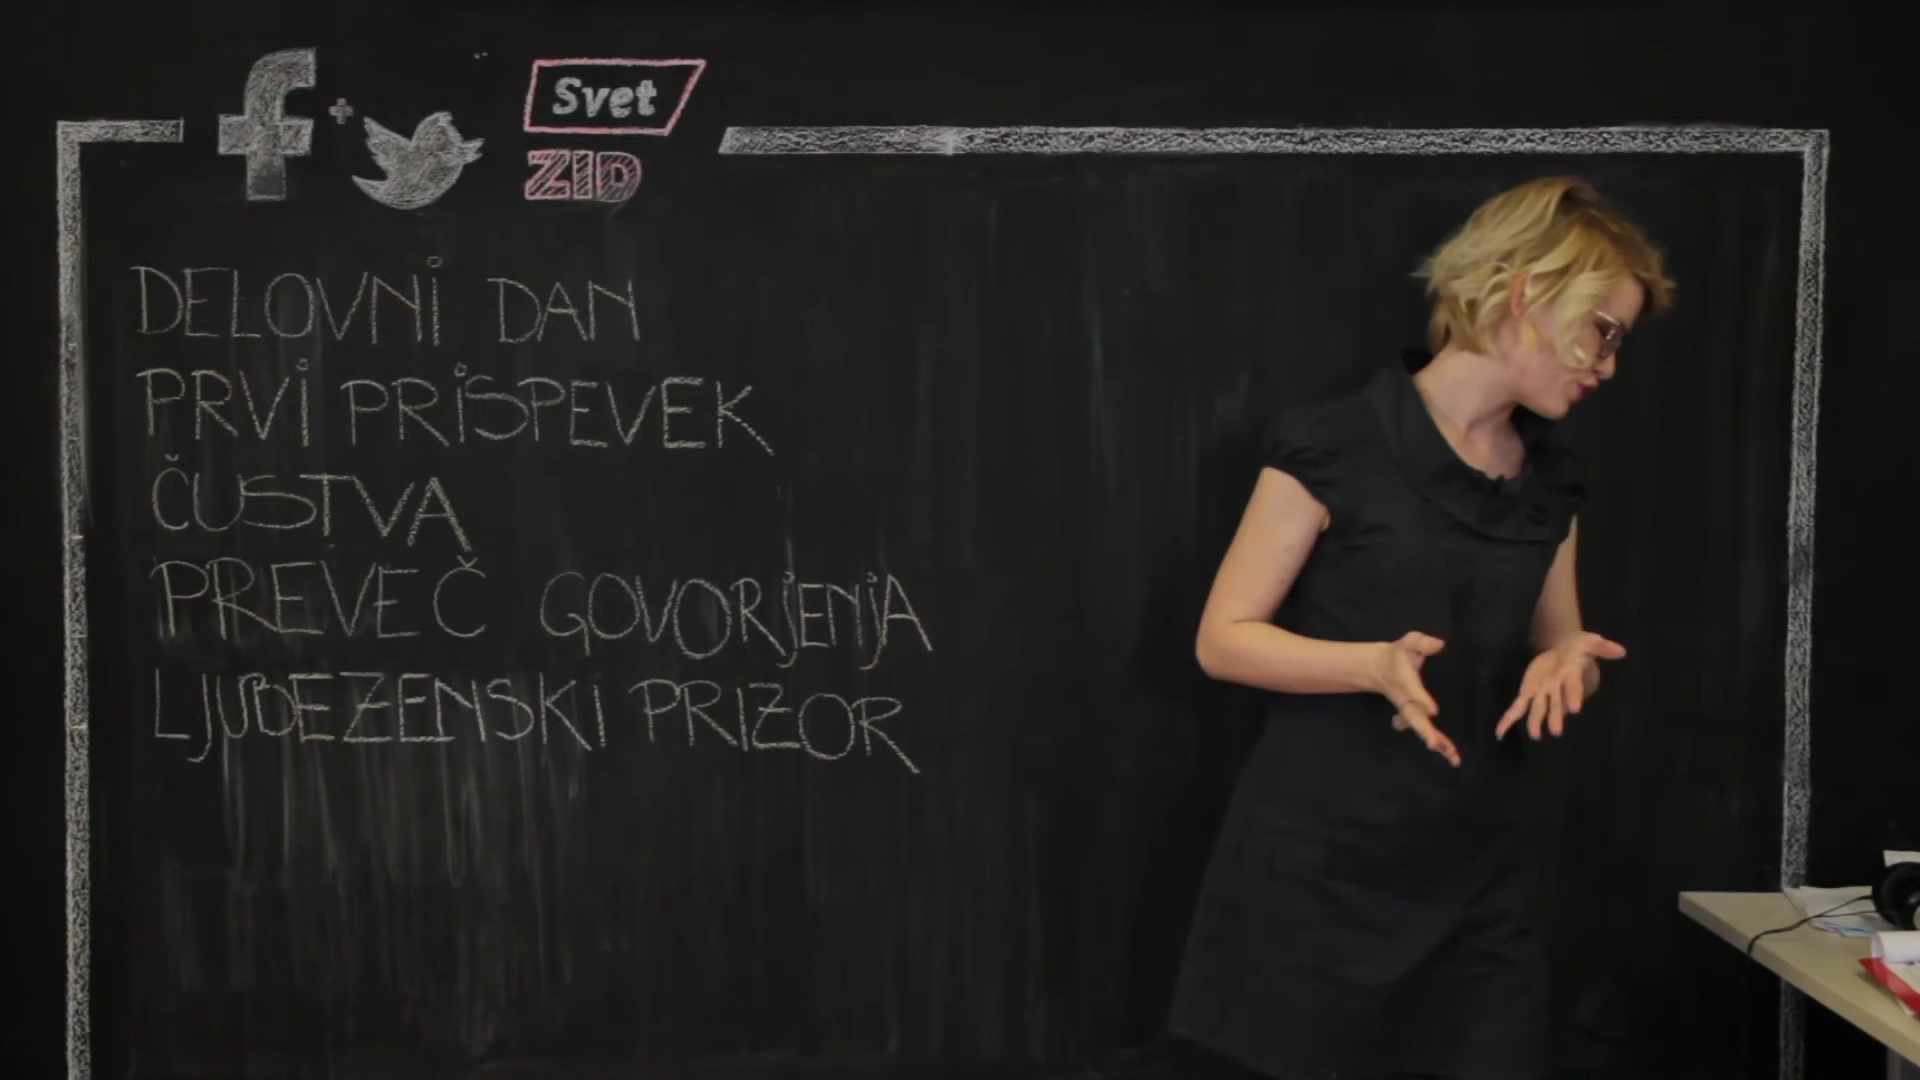 Svet
ZID
DELOVNi DAN
PRVi PRiSPEVEK
ČUSTVA
PREVEČ GOVORjENjA
LJUBEZENSKi PRIZOR